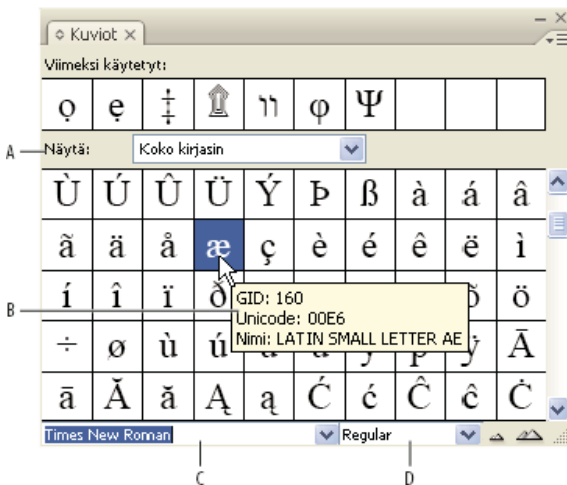 Kuviot
Viimeksi käytetyt:
ọ ẹ ‡ וו φ Ψ
A
Näytä: Koko kirjasin
Ù Ú Û Ü Ý Þ ß à á â
ã ä å æ ç è é ê ë ì
í î ï ð õ ö
B
GID: 160
Unicode: 00E6
Nimi: LATIN SMALL LETTER AE
÷ ø ù ú ÿ Ā
ā Ă ă Ą ą Ć ć Ĉ ĉ Ċ
Times New Roman Regular
C D